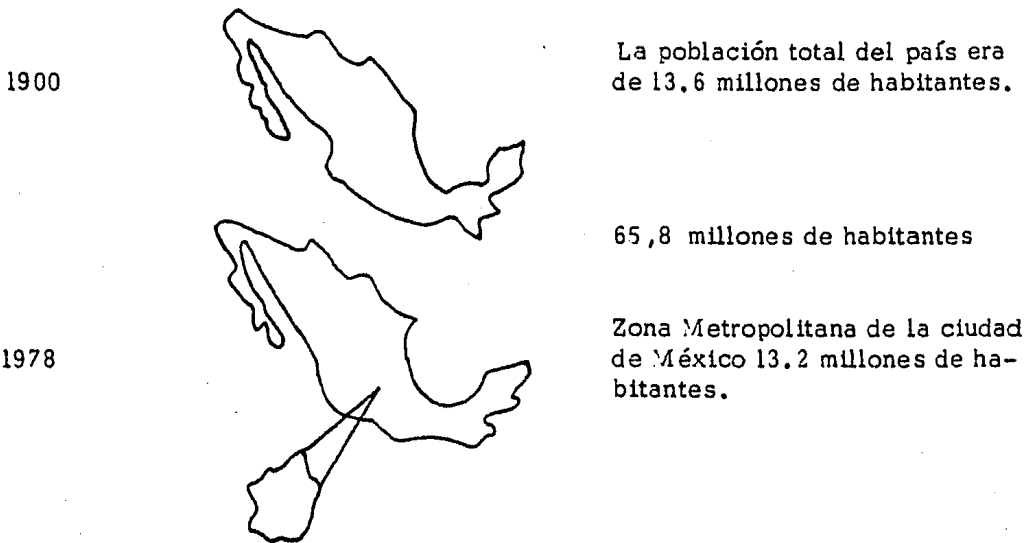 1900
La población total del país era
de 13.6 millones de habitantes.
65,8 millones de habitantes
1978
Zona Metropolitana de la ciudad
de México 13.2 millones de ha-
bitantes.